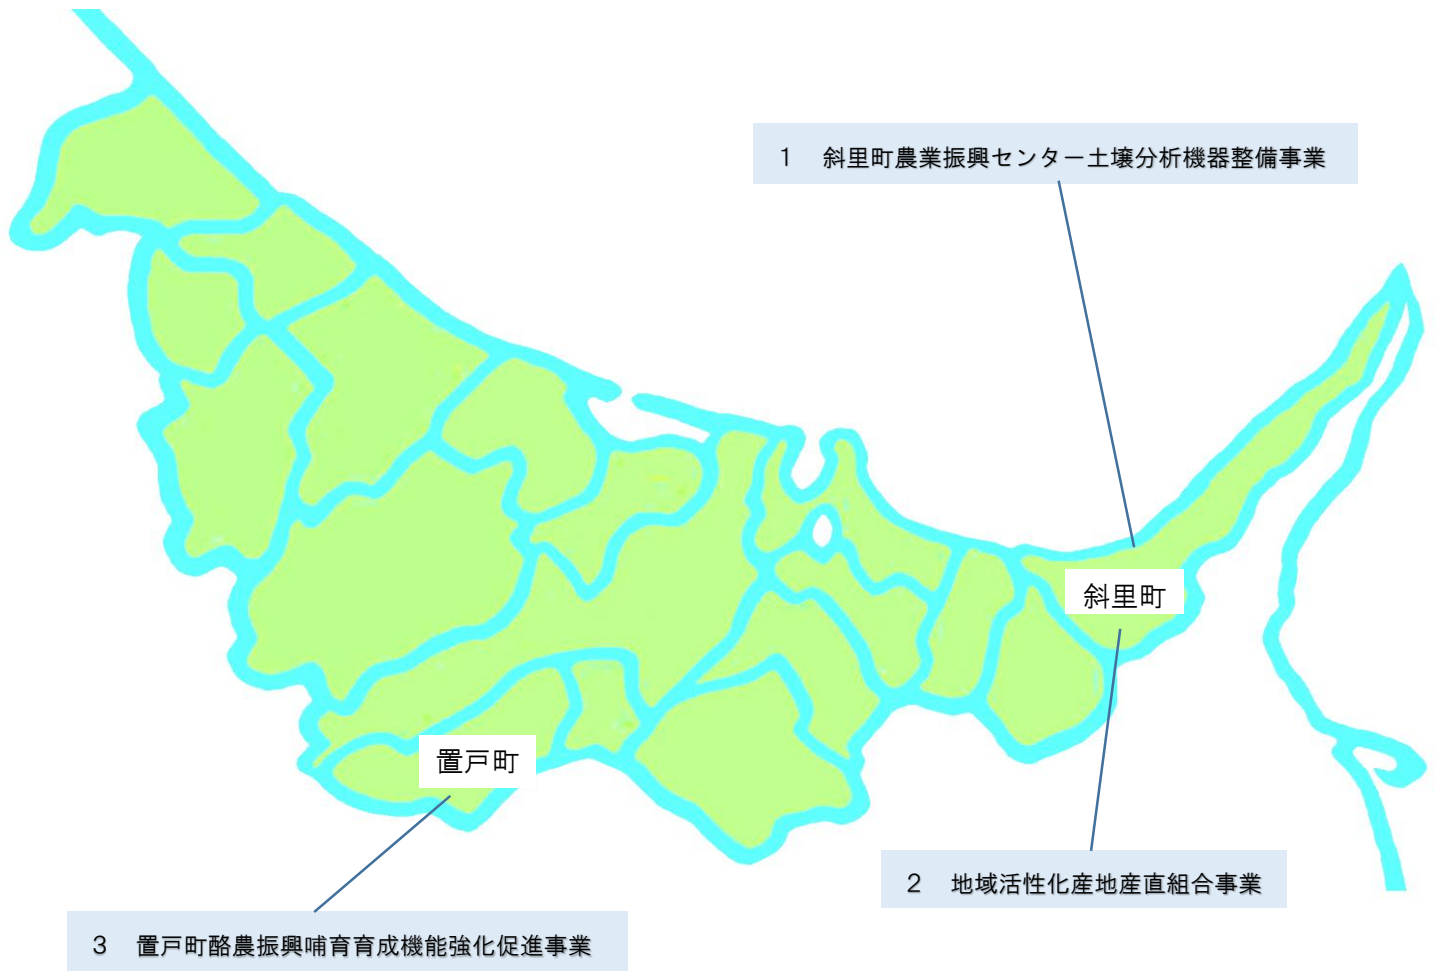 1　斜里町農業振興センター土壌分析機器整備事業
斜里町
置戸町
2　地域活性化産地産直組合事業
3　置戸町酪農振興哺育育成機能強化促進事業